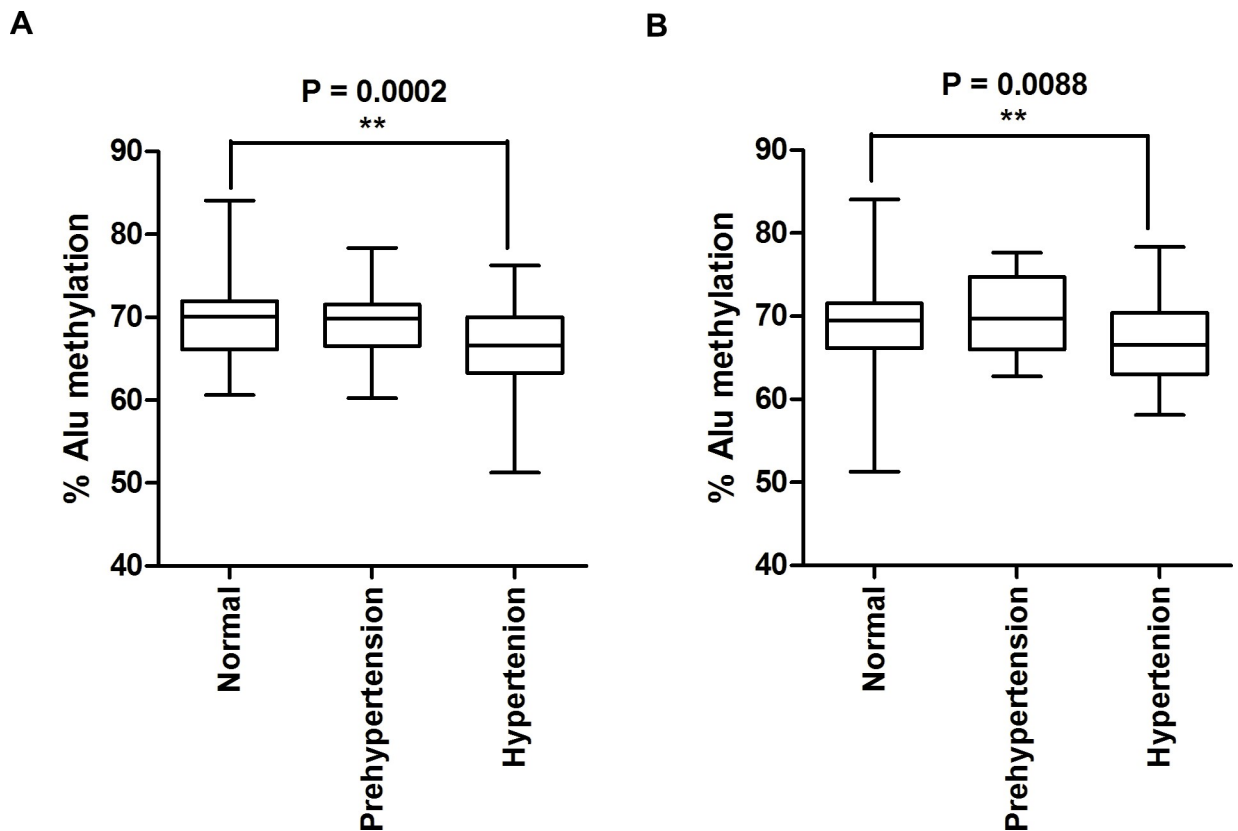 A
P = 0.0002
**
% Alu methylation
90
80
70
60
50
40
Normal
Prehypertension
Hypertenion
B
P = 0.0088
**
% Alu methylation
90
80
70
60
50
40
Normal
Prehypertension
Hypertenion